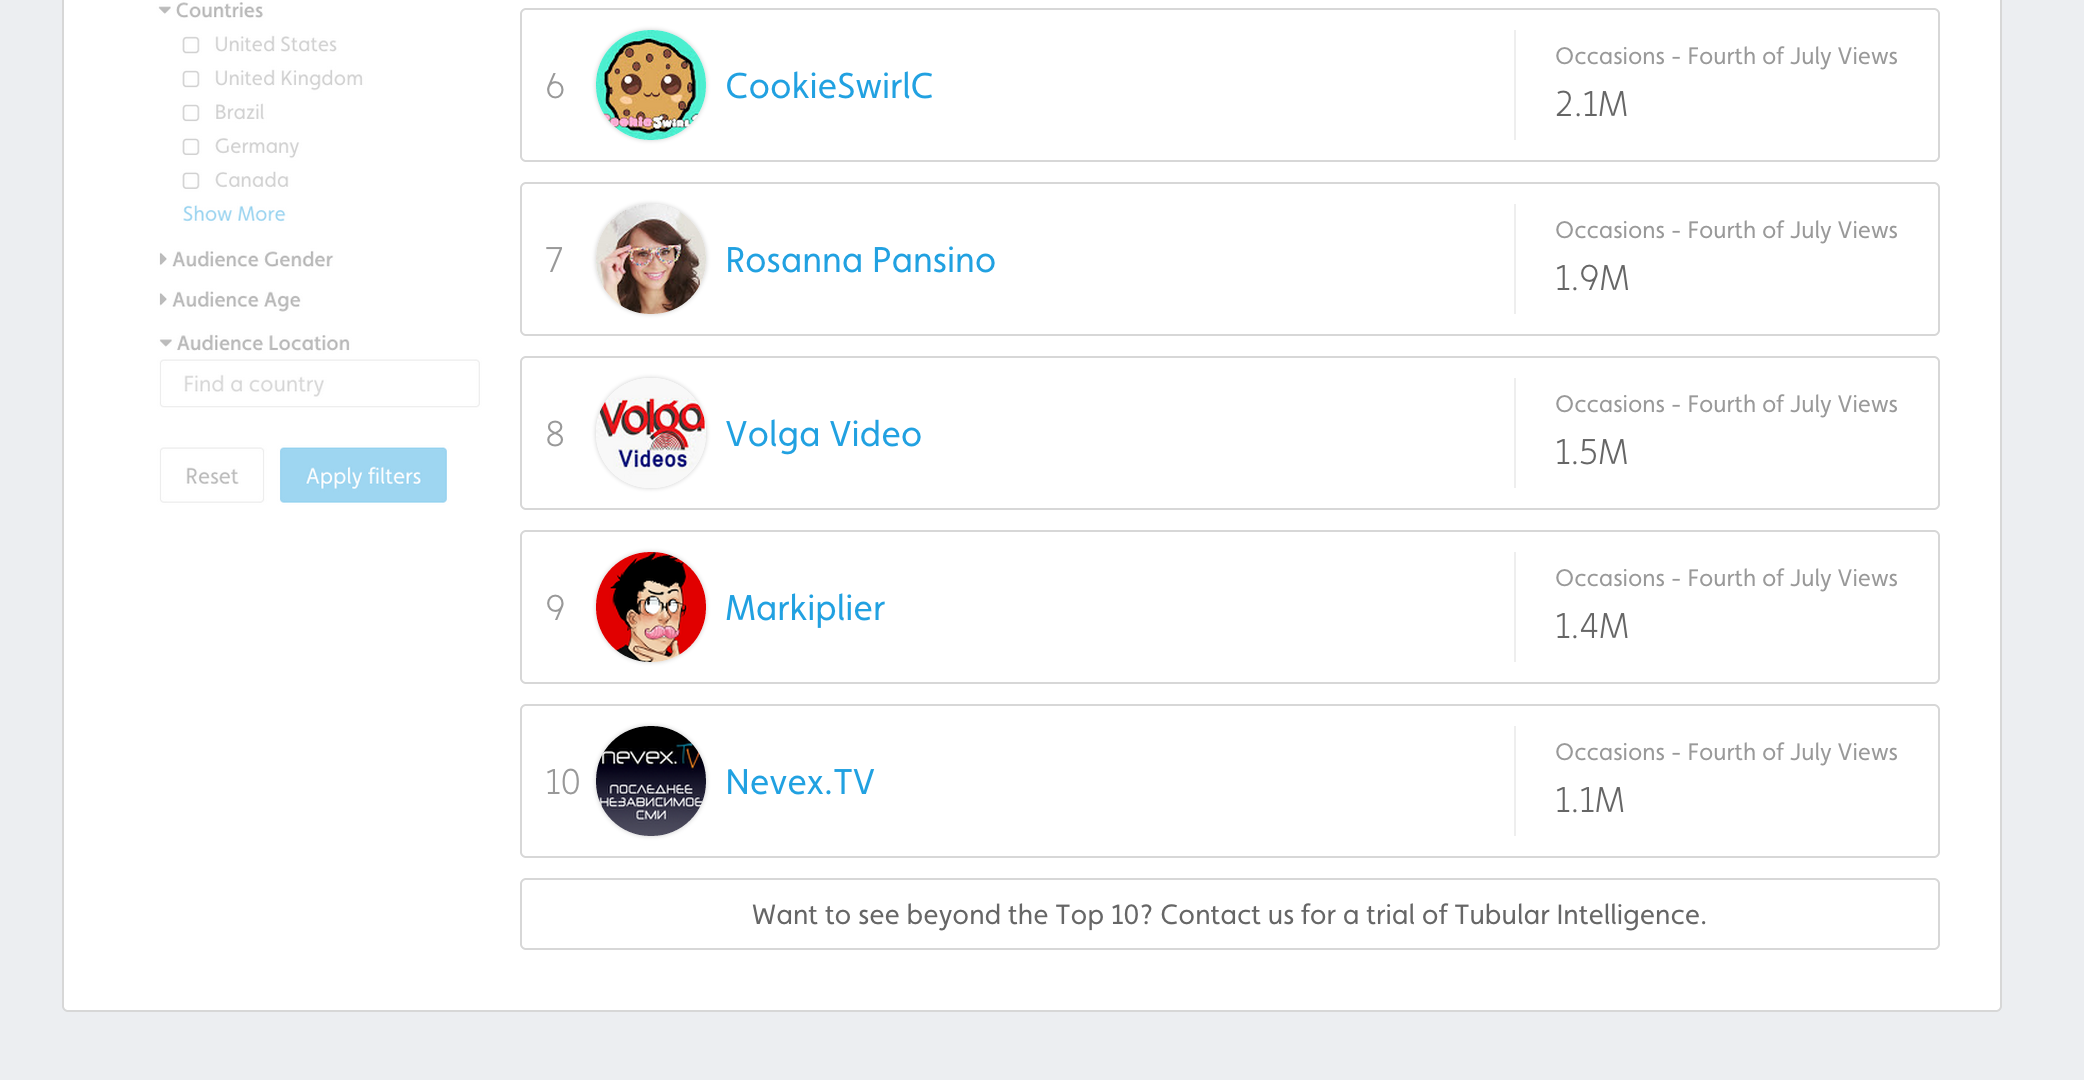 Countries
United States
United Kingdom
Brazil
Germany
Canada
Show More
Audience Gender
Audience Age
Audience Location
Find a country
Reset
Apply filters
6
CookieSwirlC
CookieSwirlC
Occasions - Fourth of July Views
2.1M
7
Rosanna Pansino
Occasions - Fourth of July Views
1.9M
8
Volga
Videos
Volga Video
Occasions - Fourth of July Views
1.5M
9
Markiplier
Occasions - Fourth of July Views
1.4M
10
nevex.TV
ПОСЛЕДНЕЕ
НЕЗАВИСИМОЕ
СМИ
Nevex.TV
Occasions - Fourth of July Views
1.1M
Want to see beyond the Top 10? Contact us for a trial of Tubular Intelligence.